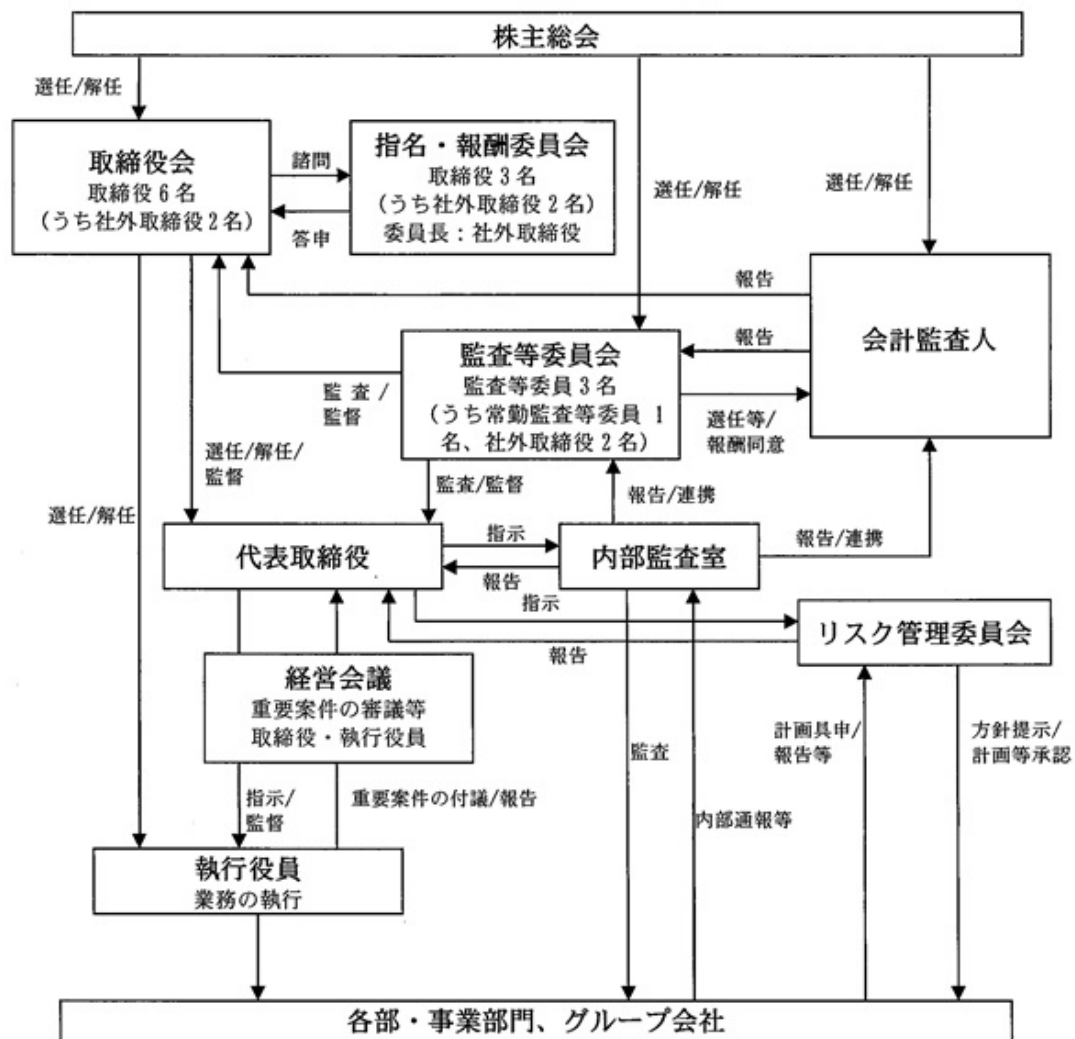 株主総会
選任/解任
取締役会
取締役6名
(うち社外取締役2名)
諮問
答申
指名・報酬委員会
取締役3名
(うち社外取締役2名)
委員長:社外取締役
選任/解任
選任/解任
報告
会計監査人
報告
監査等委員会
監査等委員3名
(うち常勤監査等委員 1
名、社外取締役2名)
監 査 /
監督
選任等/
報酬同意
選任/解任/
監督
選任/解任
監査/監督
報告/連携
報告/連携
代表取締役
指示
報告
内部監査室
指示
報告
リスク管理委員会
経営会議
重要案件の審議等
取締役・執行役員
監査
計画具申/
報告等
方針提示/
計画等承認
指示/
監督
重要案件の付議/報告
内部通報等
執行役員
業務の執行
各部・事業部門、グループ会社